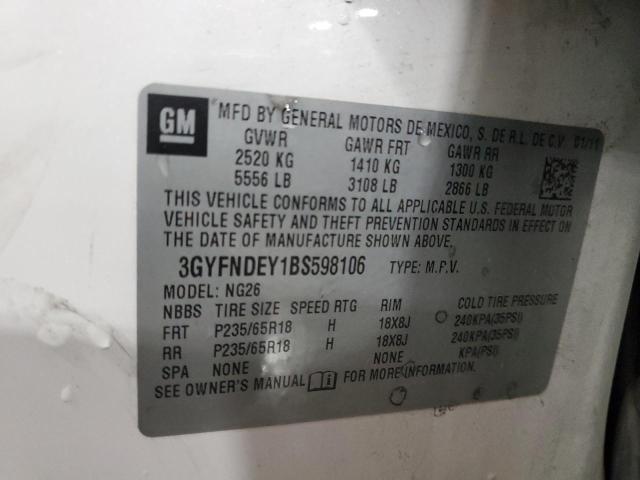 GM
MFD BY GENERAL MOTORS DE MEXICO, S. DE R.L. DE C.V. 01/11
GVWR GAWR FRT GAWR RR
2520 KG 1410 KG 1300 KG
5556 LB 3108 LB 2866 LB
THIS VEHICLE CONFORMS TO ALL APPLICABLE U.S. FEDERAL MOTOR
VEHICLE SAFETY AND THEFT PREVENTION STANDARDS IN EFFECT ON
THE DATE OF MANUFACTURE SHOWN ABOVE.
3GYFNDEY1BS598106 TYPE: M.P.V.
MODEL: NG26
NBBS TIRE SIZE SPEED RTG RIM COLD TIRE PRESSURE
FRT P235/65R18 H 18X8J 240KPA(35PSI)
RR P235/65R18 H 18X8J 240KPA(35PSI)
SPA NONE NONE KPA(PSI)
SEE OWNER'S MANUAL FOR MORE INFORMATION.